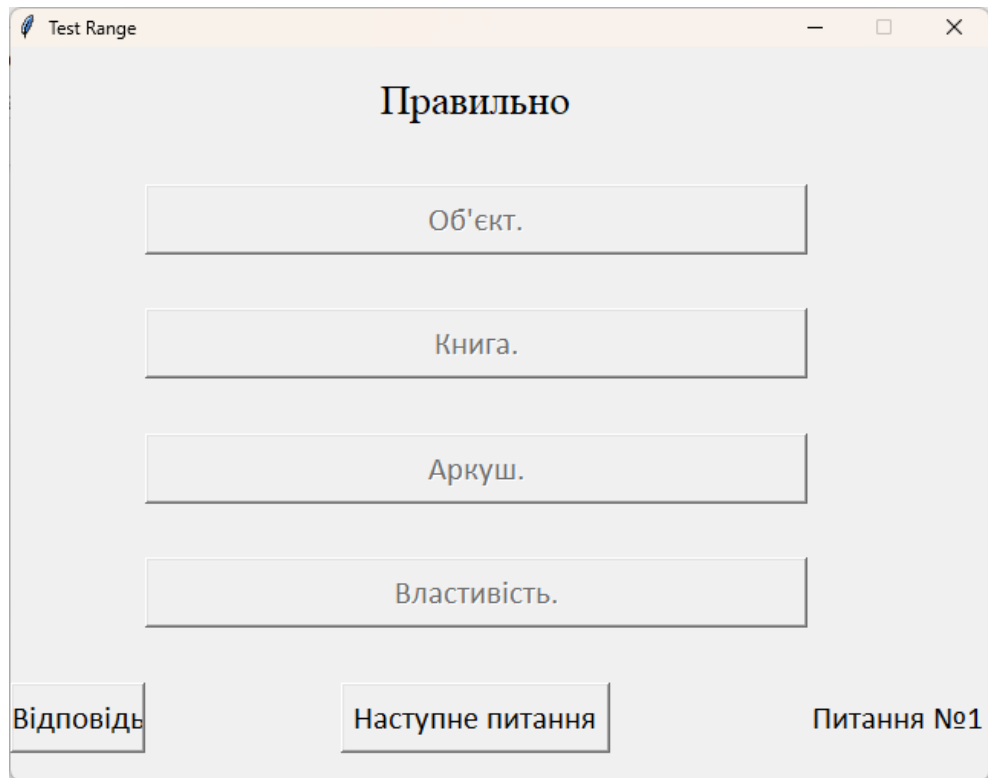 Test Range
Правильно
Об'єкт.
Книга.
Аркуш.
Властивість.
Відповідь
Наступне питання
Питання №1